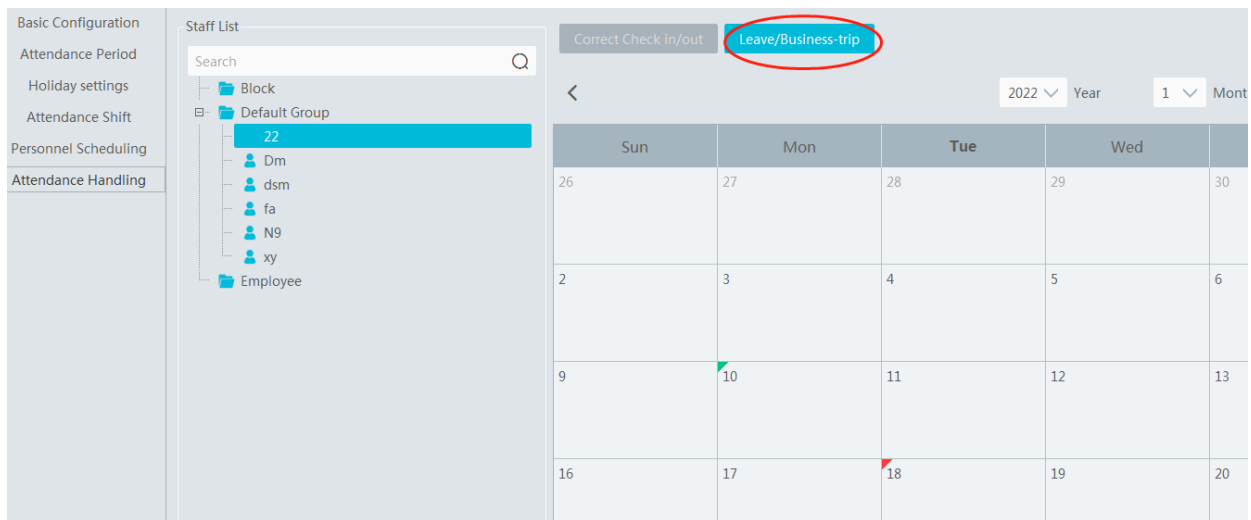 Basic Configuration
Attendance Period
Holiday settings
Attendance Shift
Personnel Scheduling
Attendance Handling
Staff List
Search
Block
Default Group
22
Dm
dsm
fa
N9
xy
Employee
Correct Check in/out Leave/Business-trip
2022 Year 1 Mont
Sun Mon Tue Wed
26 27 28 29 30
2 3 4 5 6
9 10 11 12 13
16 17 18 19 20